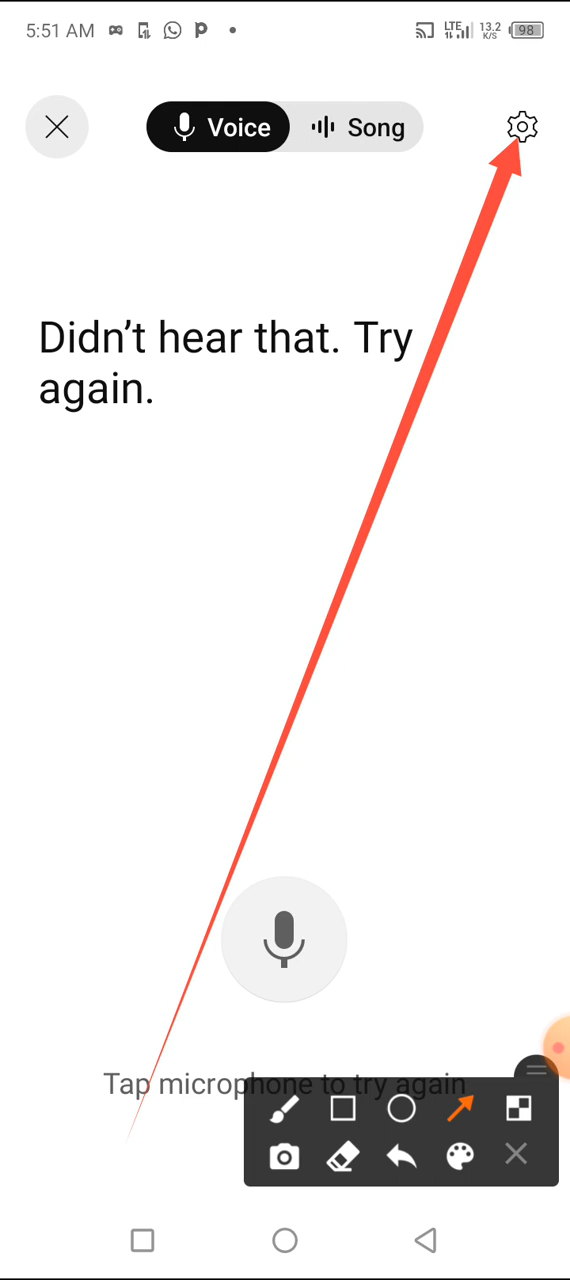 5:51 AM
LTE
13.2
K/S
98
Voice
Song
Didn’t hear that. Try
again.
Tap microphone to try again